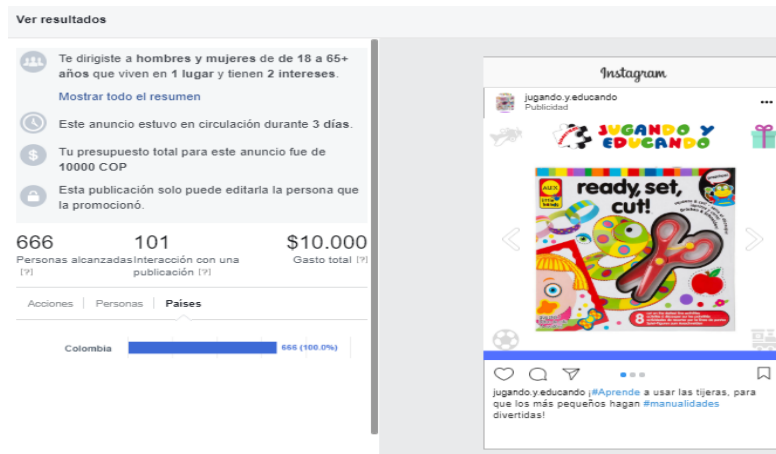 Ver resultados
Te dirigiste a hombres y mujeres de de 18 a 65+
años que viven en 1 lugar y tienen 2 intereses.
Mostrar todo el resumen
Este anuncio estuvo en circulación durante 3 días.
Tu presupuesto total para este anuncio fue de
10000 COP
Esta publicación solo puede editarla la persona que
la promocionó.
666
Personas alcanzadas
[?]
101
Interacción con una
publicación [?]
$10.000
Gasto total [?]
Acciones Personas Países
Colombia 666 (100.0%)
Instagram
jugando.y.educando
Publicidad
JUGANDO Y
EDUCANDO
ALEX
ready, set,
cut!
8
jugando.y.educando ¡#Aprende a usar las tijeras, para
que los más pequeños hagan #manualidades
divertidas!